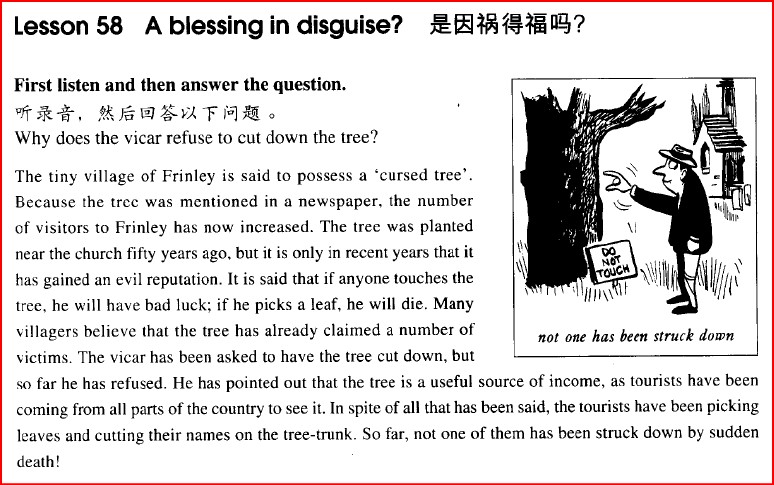 Lesson 58 A blessing in disguise? 是因祸得福吗?
First listen and then answer the question.
听录音，然后回答以下问题。
Why does the vicar refuse to cut down the tree?
The tiny village of Frinley is said to possess a ‘cursed tree’.
Because the tree was mentioned in a newspaper, the number
of visitors to Frinley has now increased. The tree was planted
near the church fifty years ago, but it is only in recent years that it
has gained an evil reputation. It is said that if anyone touches the
tree, he will have bad luck; if he picks a leaf, he will die. Many
villagers believe that the tree has already claimed a number of
victims. The vicar has been asked to have the tree cut down, but
so far he has refused. He has pointed out that the tree is a useful source of income, as tourists have been
coming from all parts of the country to see it. In spite of all that has been said, the tourists have been picking
leaves and cutting their names on the tree-trunk. So far, not one of them has been struck down by sudden
death!
DO
NOT
TOUCH
not one has been struck down